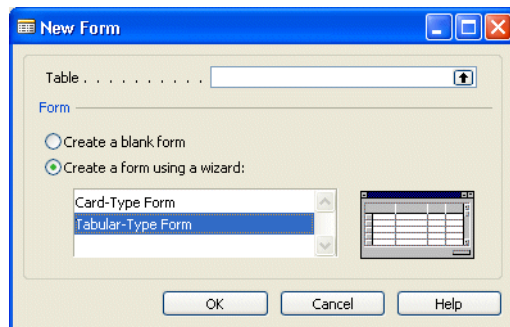 New Form
Table . . . . . . . . . .
Form
Create a blank form
Create a form using a wizard:
Card-Type Form
Tabular-Type Form
OK Cancel Help